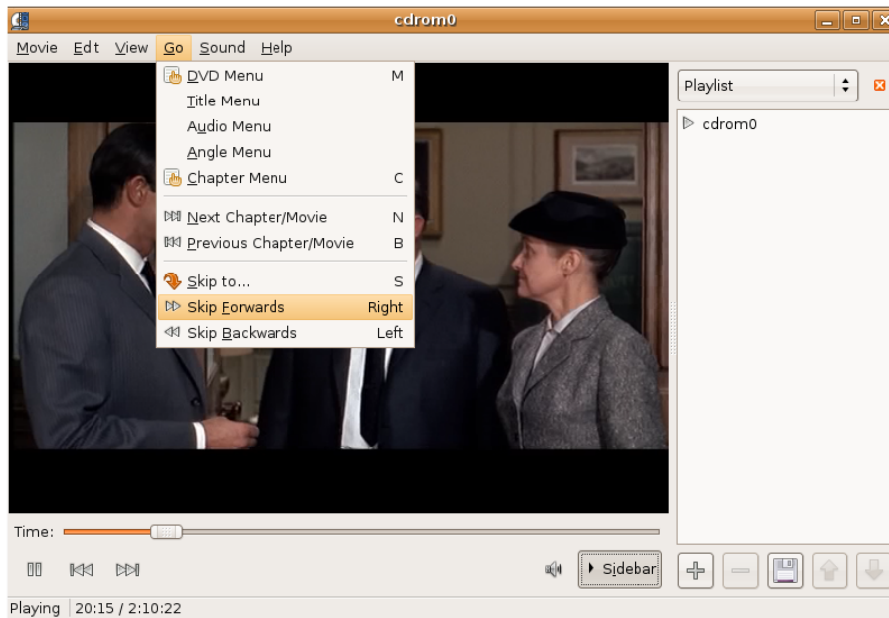 cdrom0
Movie Edt View Go Sound Help
DVD Menu M
Title Menu
Audio Menu
Angle Menu
Chapter Menu C
Next Chapter/Movie N
Previous Chapter/Movie B
Skip to... S
Skip Forwards Right
Skip Backwards Left
Playlist
cdrom0
Time:
Sidebar
Playing 20:15 / 2:10:22